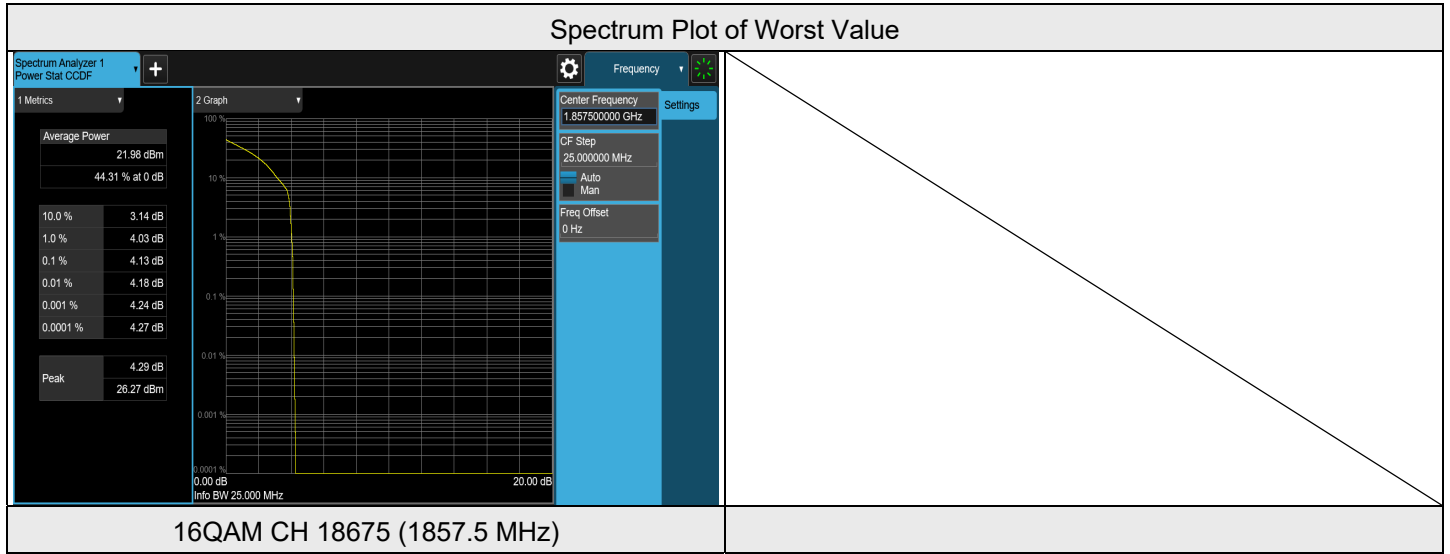 Spectrum Plot of Worst Value
Spectrum Analyzer 1
Power Stat CCDF
+
Frequency
1 Metrics
2 Graph
Average Power
21.98 dBm
44.31 % at 0 dB
10.0 % 3.14 dB
1.0 % 4.03 dB
0.1 % 4.13 dB
0.01 % 4.18 dB
0.001 % 4.24 dB
0.0001 % 4.27 dB
Peak
4.29 dB
26.27 dBm
100 %
10 %
1 %
0.1 %
0.01 %
0.001 %
0.0001 %
0.00 dB 20.00 dB
Info BW 25.000 MHz
Center Frequency
1.857500000 GHz
Settings
CF Step
25.000000 MHz
Auto
Man
Freq Offset
0 Hz
16QAM CH 18675 (1857.5 MHz)